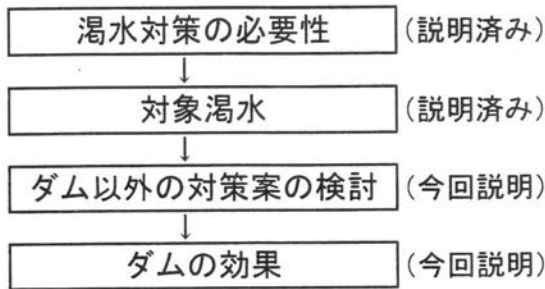 渇水対策の必要性 (説明済み)
↓
対象渇水 (説明済み)
↓
ダム以外の対策案の検討 (今回説明)
↓
ダムの効果 (今回説明)